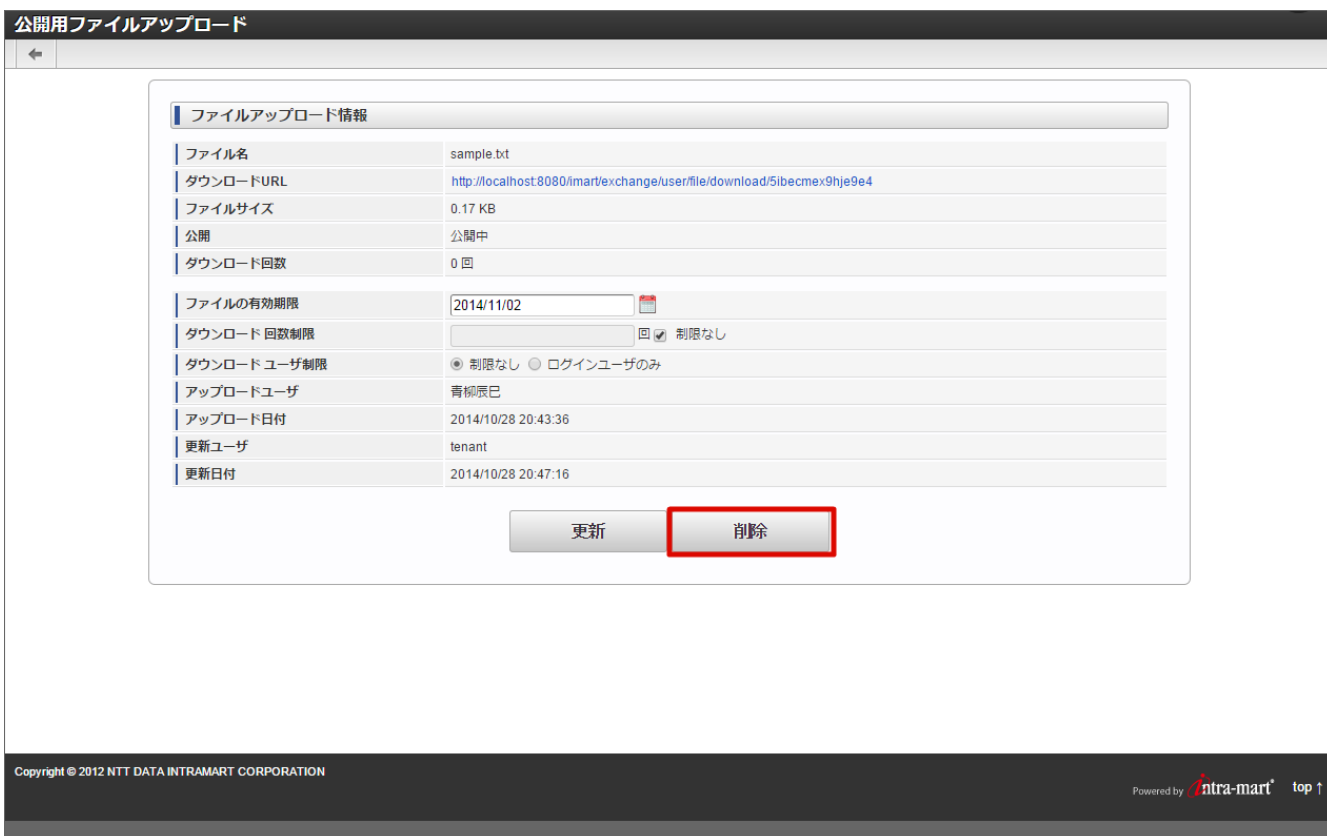 公開用ファイルアップロード
ファイルアップロード情報
ファイル名 sample.txt
ダウンロードURL http://localhost:8080/imart/exchange/user/file/download/5ibecmex9hje9e4
ファイルサイズ 0.17 KB
公開 公開中
ダウンロード回数 0 回
ファイルの有効期限 2014/11/02
ダウンロード 回数制限 回 制限なし
ダウンロード ユーザ制限 制限なし ログインユーザのみ
アップロードユーザ 青柳辰巳
アップロード日付 2014/10/28 20:43:36
更新ユーザ tenant
更新日付 2014/10/28 20:47:16
更新 削除
Copyright © 2012 NTT DATA INTRAMART CORPORATION
Powered by intra-mart® top ↑